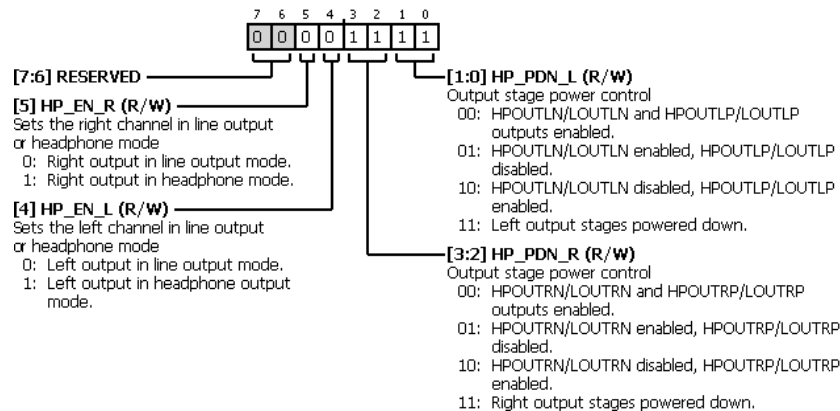 7 6 5 4 3 2 1 0
0 0 0 0 1 1 1 1
[7:6] RESERVED
[5] HP_EN_R (R/W)
Sets the right channel in line output
or headphone mode
0: Right output in line output mode.
1: Right output in headphone mode.
[4] HP_EN_L (R/W)
Sets the left channel in line output
or headphone mode
0: Left output in line output mode.
1: Left output in headphone output
mode.
[1:0] HP_PDN_L (R/W)
Output stage power control
00: HPOUTLN/LOUTLN and HPOUTLP/LOUTLP
outputs enabled.
01: HPOUTLN/LOUTLN enabled, HPOUTLP/LOUTLP
disabled.
10: HPOUTLN/LOUTLN disabled, HPOUTLP/LOUTLP
enabled.
11: Left output stages powered down.
[3:2] HP_PDN_R (R/W)
Output stage power control
00: HPOUTRN/LOUTRN and HPOUTRP/LOUTRP
outputs enabled.
01: HPOUTRN/LOUTRN enabled, HPOUTRP/LOUTRP
disabled.
10: HPOUTRN/LOUTRN disabled, HPOUTRP/LOUTRP
enabled.
11: Right output stages powered down.